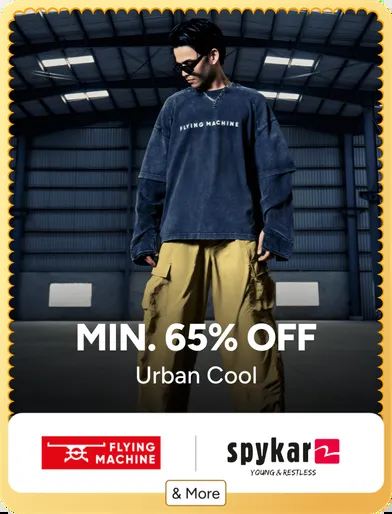 FLYING MACHINE
MIN. 65% OFF
Urban Cool
FLYING
MACHINE
spykar
YOUNG & RESTLESS
& More